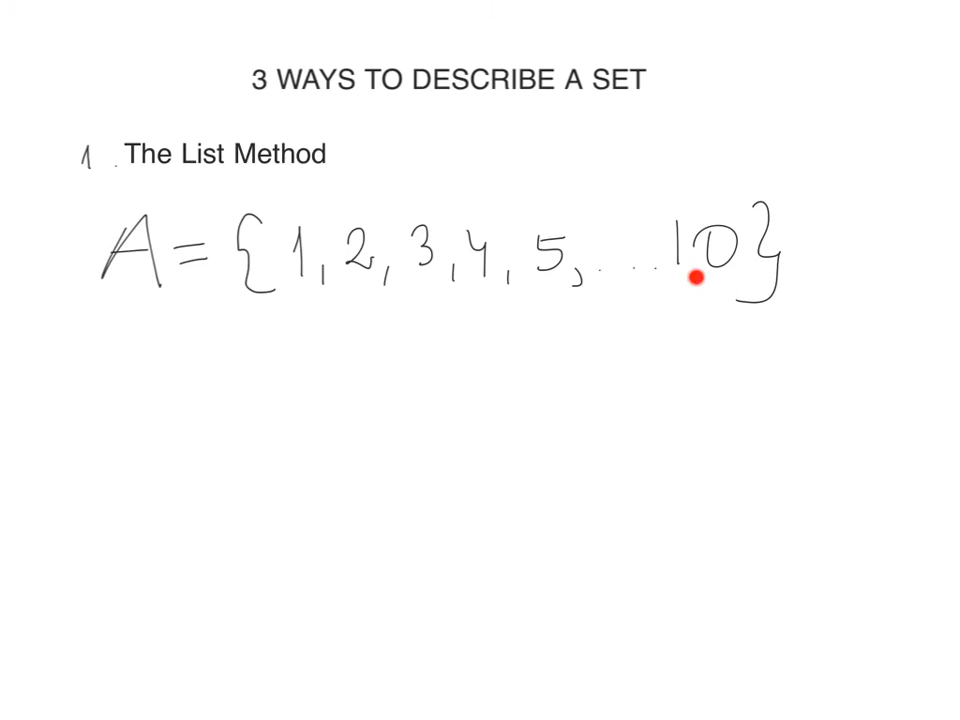 3 WAYS TO DESCRIBE A SET
1 . The List Method
A = { 1, 2, 3, 4, 5, ... 10 }